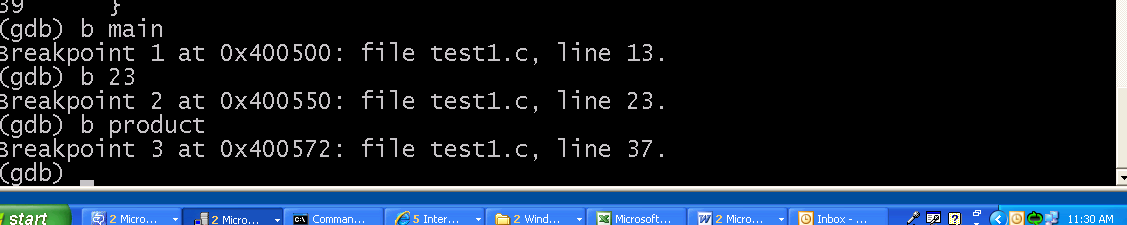 39 }
(gdb) b main
Breakpoint 1 at 0x400500: file test1.c, line 13.
(gdb) b 23
Breakpoint 2 at 0x400550: file test1.c, line 23.
(gdb) b product
Breakpoint 3 at 0x400572: file test1.c, line 37.
(gdb)
start 2 Micro... 2 Micro... Comman... 5 Inter... 2 Wind... Microsoft... 2 Micro... Inbox - ... 11:30 AM